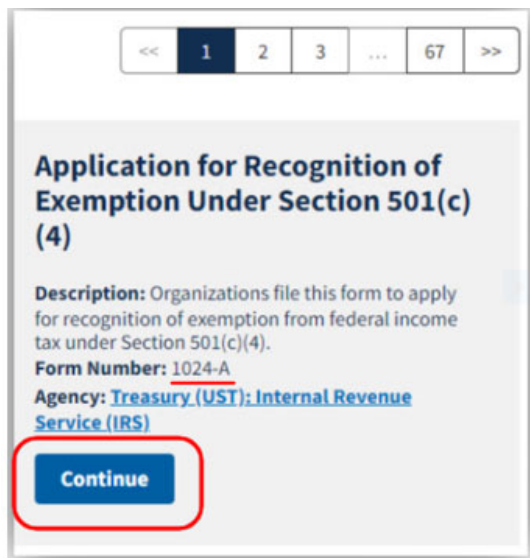 << 1 2 3 ... 67 >>
Application for Recognition of
Exemption Under Section 501(c)
(4)
Description: Organizations file this form to apply
for recognition of exemption from federal income
tax under Section 501(c)(4).
Form Number: 1024-A
Agency: Treasury (UST): Internal Revenue
Service (IRS)
Continue